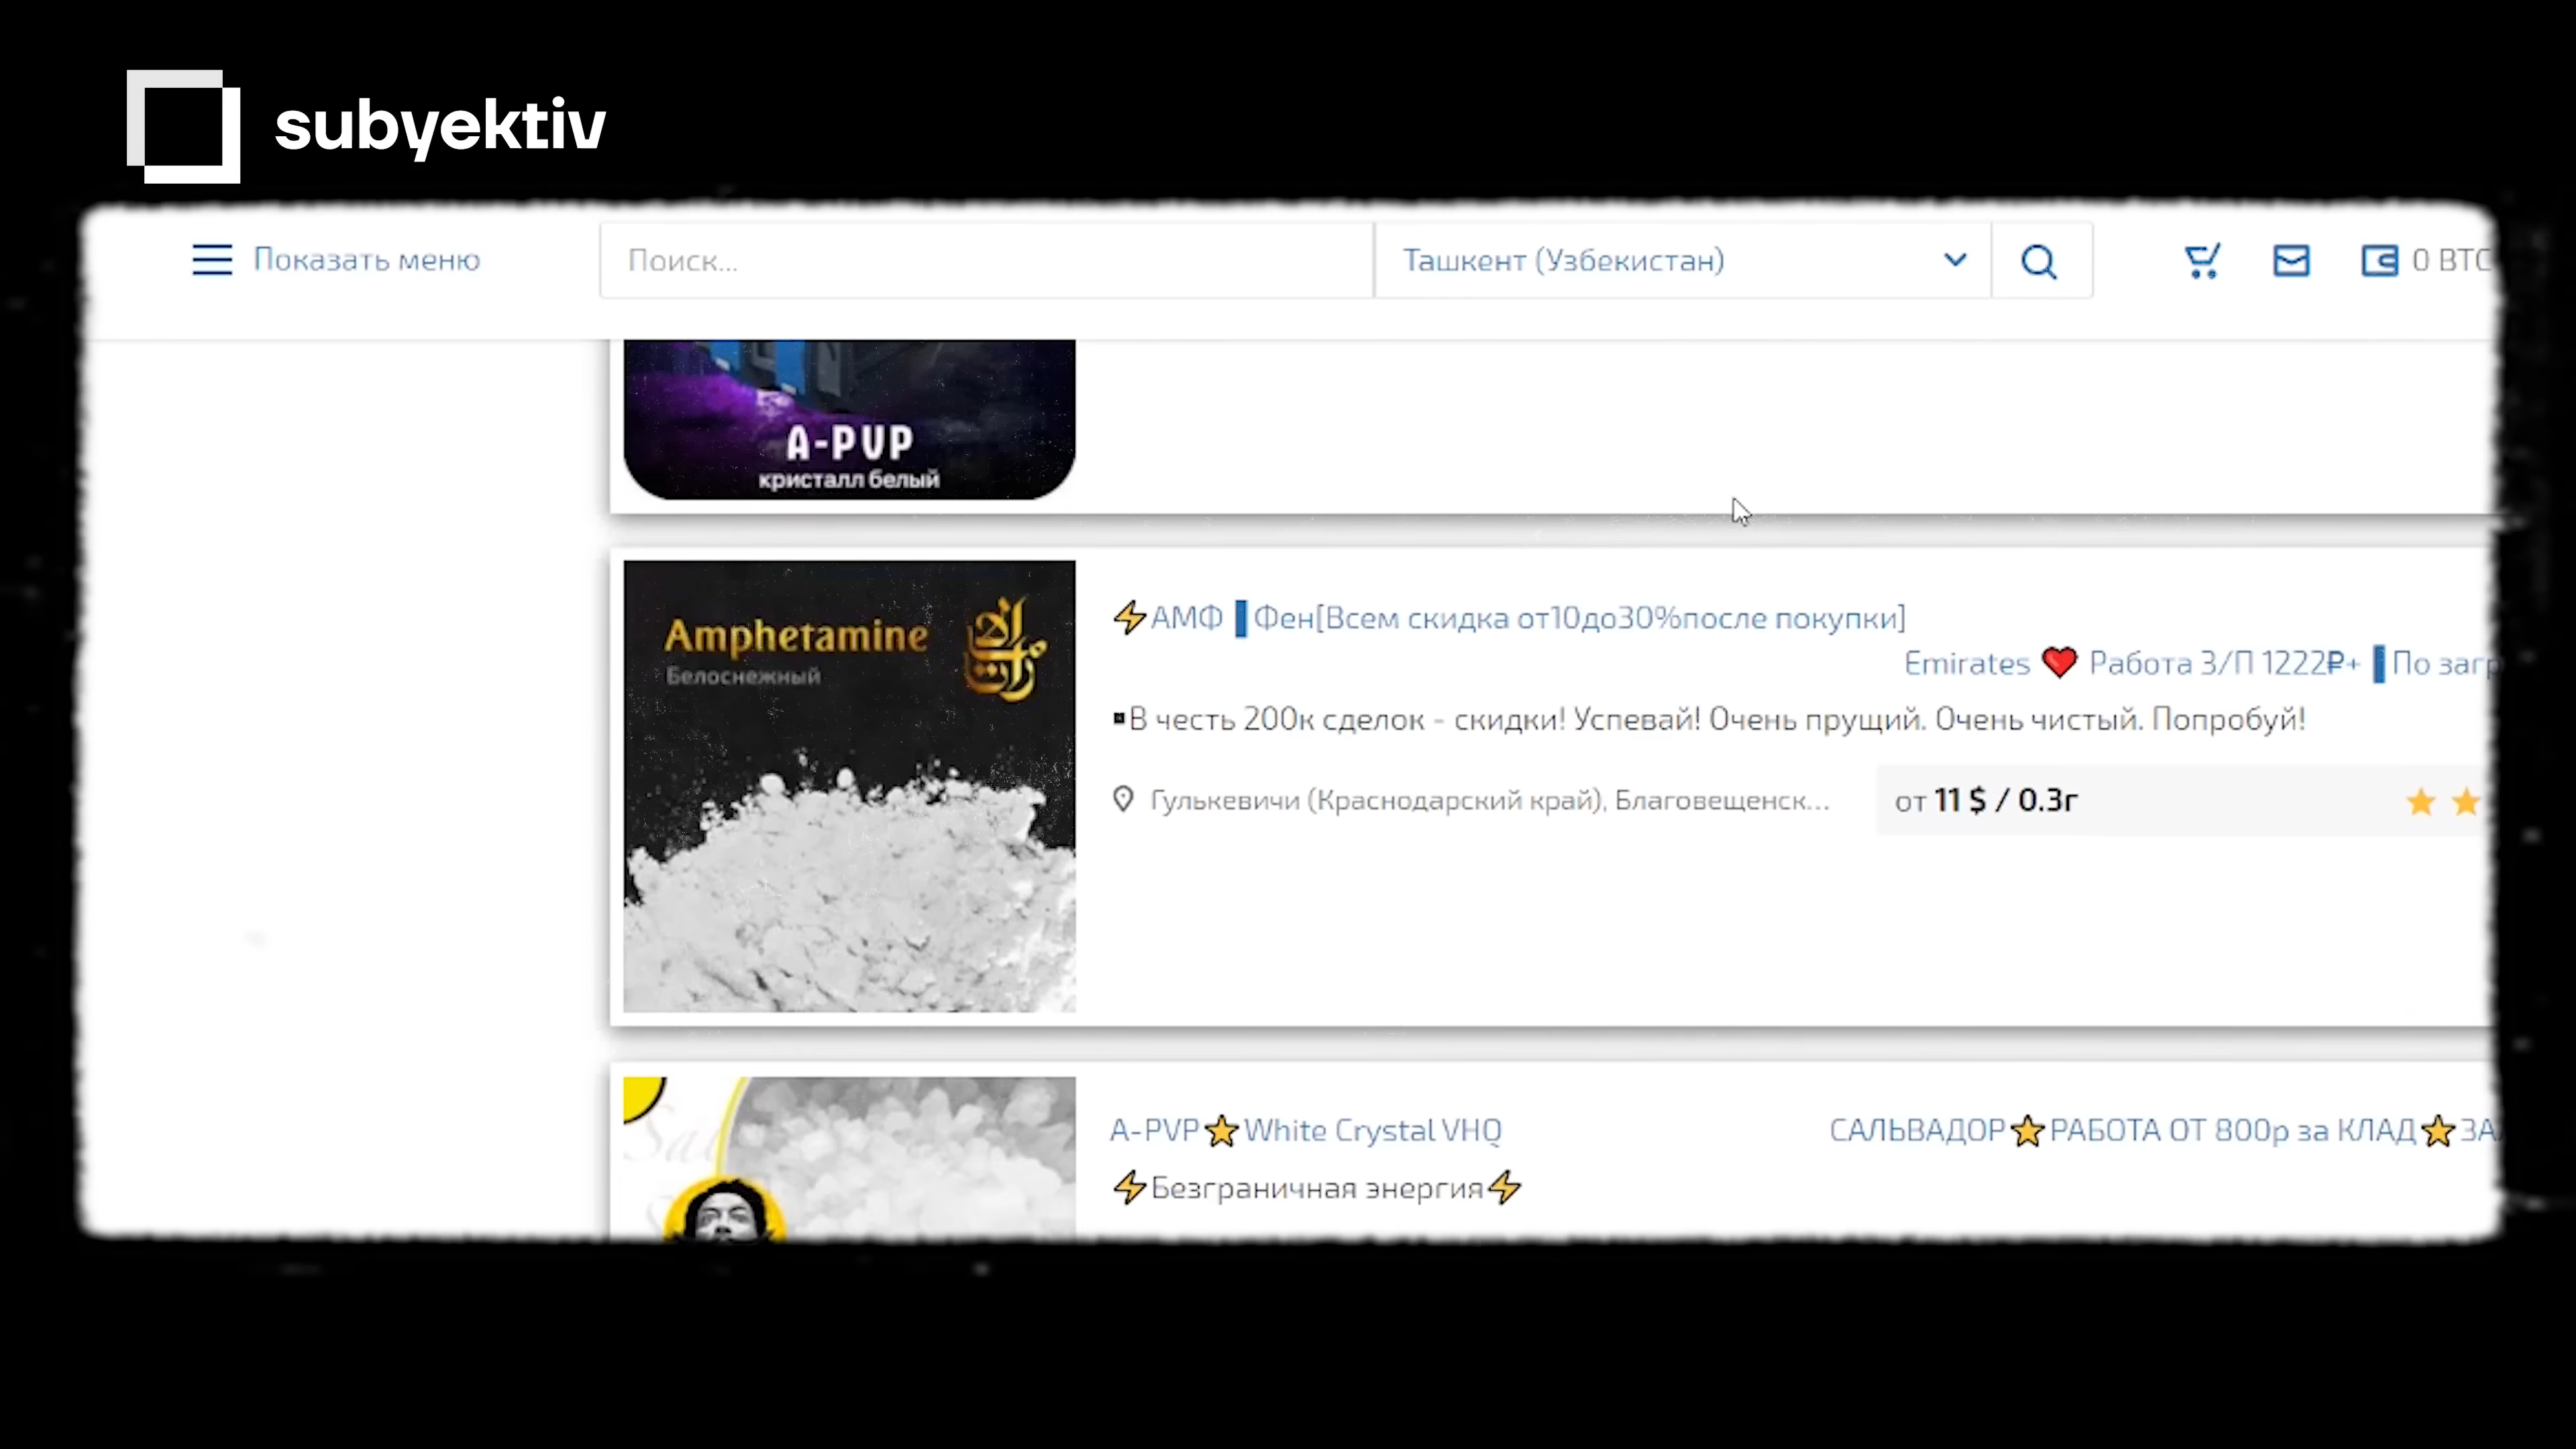 subyektiv
Показать меню
Поиск...
Ташкент (Узбекистан)
0 BTC
A-PVP
кристалл белый
Amphetamine
Белоснежный
⚡АМФ ▌Фен[Всем скидка от10до30%после покупки]
Emirates ❤️ Работа З/П 1222₽+ ▌По загр
▪В честь 200к сделок - скидки! Успевай! Очень прущий. Очень чистый. Попробуй!
Гулькевичи (Краснодарский край), Благовещенск...
от 11 $ / 0.3г
A-PVP⭐White Crystal VHQ
САЛЬВАДОР⭐РАБОТА ОТ 800р за КЛАД⭐ЗА
⚡Безграничная энергия⚡